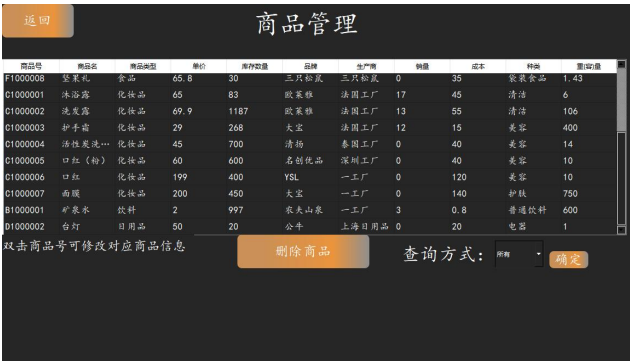 返回
商品管理
商品号 商品名 商品类型 单价 库存数量 品牌 生产商 销量 成本 种类 重(容)量
F1000008 坚果礼 食品 65.8 30 三只松鼠 三只松鼠 0 35 袋装食品 1.43
C1000001 沐浴露 化妆品 65 83 欧莱雅 法国工厂 17 45 清洁 6
C1000002 洗发露 化妆品 69.9 1187 欧莱雅 法国工厂 13 55 清洁 106
C1000003 护手霜 化妆品 29 268 大宝 法国工厂 12 15 美容 400
C1000004 活性炭洗… 化妆品 45 700 清扬 泰国工厂 0 40 美容 14
C1000005 口红（粉） 化妆品 60 600 名创优品 深圳工厂 0 40 美容 10
C1000006 口红 化妆品 199 400 YSL 一工厂 0 120 美容 10
C1000007 面膜 化妆品 200 450 大宝 一工厂 0 140 护肤 750
B1000001 矿泉水 饮料 2 997 农夫山泉 一工厂 3 0.8 普通饮料 600
D1000002 台灯 日用品 50 20 公牛 上海日用品 0 20 电器 1
双击商品号可修改对应商品信息 删除商品 查询方式: 所有 确定